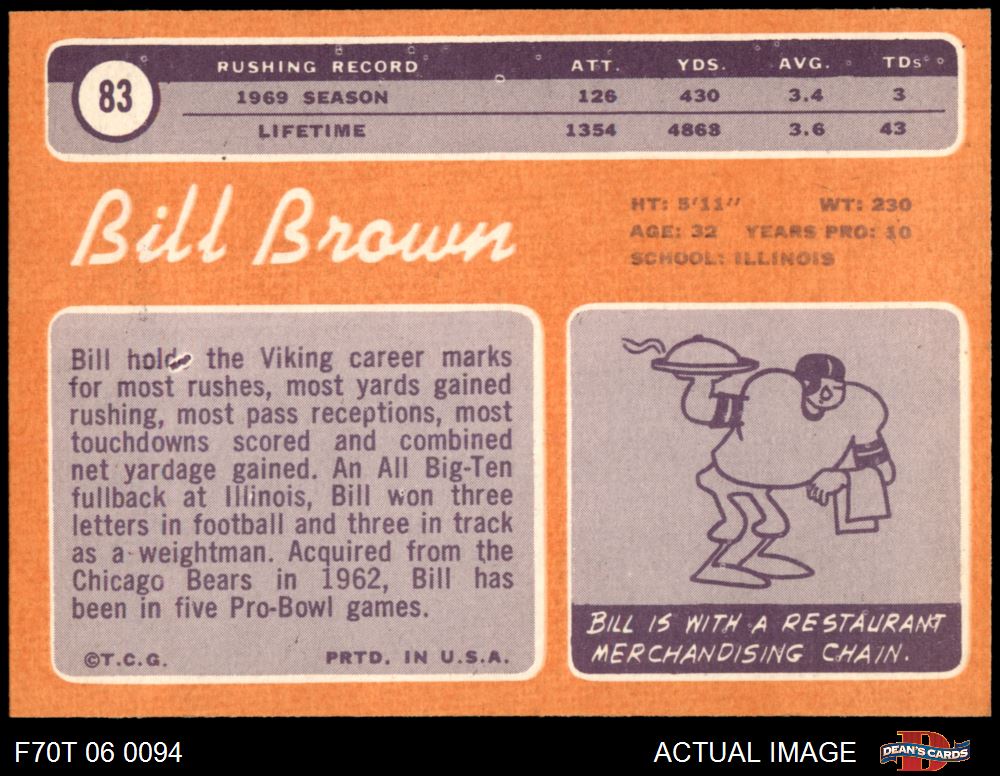 83
RUSHING RECORD ATT. YDS. AVG. TDs
1969 SEASON 126 430 3.4 3
LIFETIME 1354 4868 3.6 43
Bill Brown
HT: 5'11" WT: 230
AGE: 32 YEARS PRO: 10
SCHOOL: ILLINOIS
Bill holds the Viking career marks
for most rushes, most yards gained
rushing, most pass receptions, most
touchdowns scored and combined
net yardage gained. An All Big-Ten
fullback at Illinois, Bill won three
letters in football and three in track
as a weightman. Acquired from the
Chicago Bears in 1962, Bill has
been in five Pro-Bowl games.
©T.C.G. PRTD. IN U.S.A.
BILL IS WITH A RESTAURANT
MERCHANDISING CHAIN.
F70T 06 0094 ACTUAL IMAGE DEAN'S CARDS